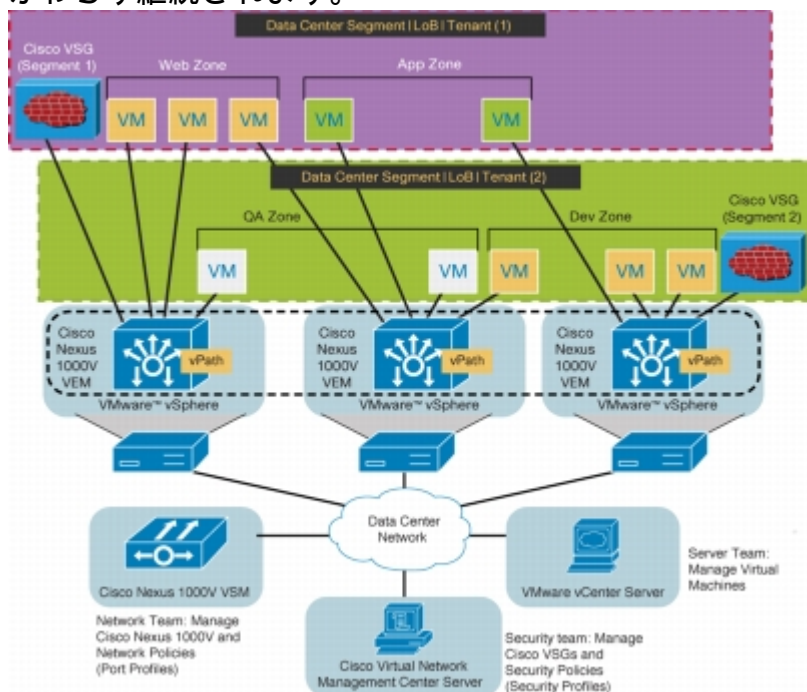 Data Center Segment | LoB | Tenant (1)
Cisco VSG
(Segment 1)
Web Zone
App Zone
VM
VM
VM
VM
VM
Data Center Segment | LoB | Tenant (2)
Cisco VSG
(Segment 2)
QA Zone
Dev Zone
VM
VM
VM
VM
VM
Cisco
Nexus
1000V
VEM
vPath
VMware™ vSphere
Cisco
Nexus
1000V
VEM
vPath
VMware™ vSphere
Cisco
Nexus
1000V
VEM
vPath
VMware™ vSphere
Data Center
Network
Cisco Nexus 1000V VSM
Network Team: Manage
Cisco Nexus 1000V and
Network Policies
(Port Profiles)
Cisco Virtual Network
Management Center Server
Security team: Manage
Cisco VSGs and
Security Policies
(Security Profiles)
VMware vCenter Server
Server Team:
Manage Virtual
Machines